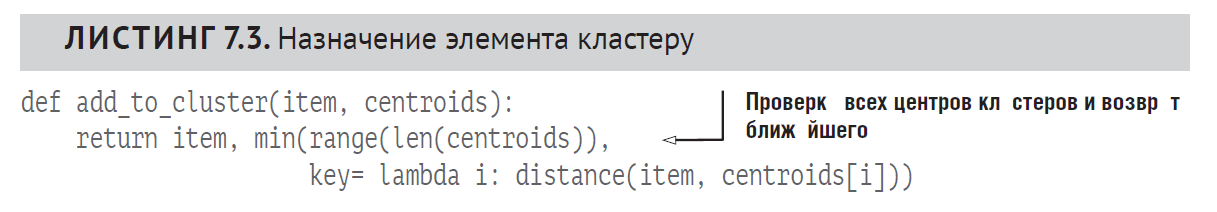 ЛИСТИНГ 7.3. Назначение элемента кластеру
def add_to_cluster(item, centroids):
    return item, min(range(len(centroids)),
                     key= lambda i: distance(item, centroids[i]))
Проверк всех центров кл стеров и возвр т
ближ йшего